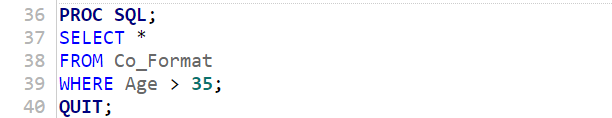 36 PROC SQL;
37 SELECT *
38 FROM Co_Format
39 WHERE Age > 35;
40 QUIT;